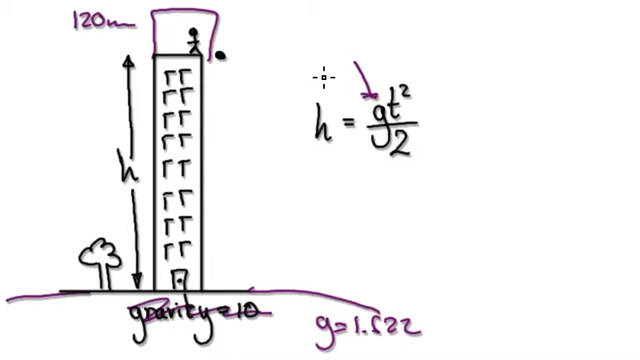 120m
h = gt²/2
h
gravity=10
g=1.622